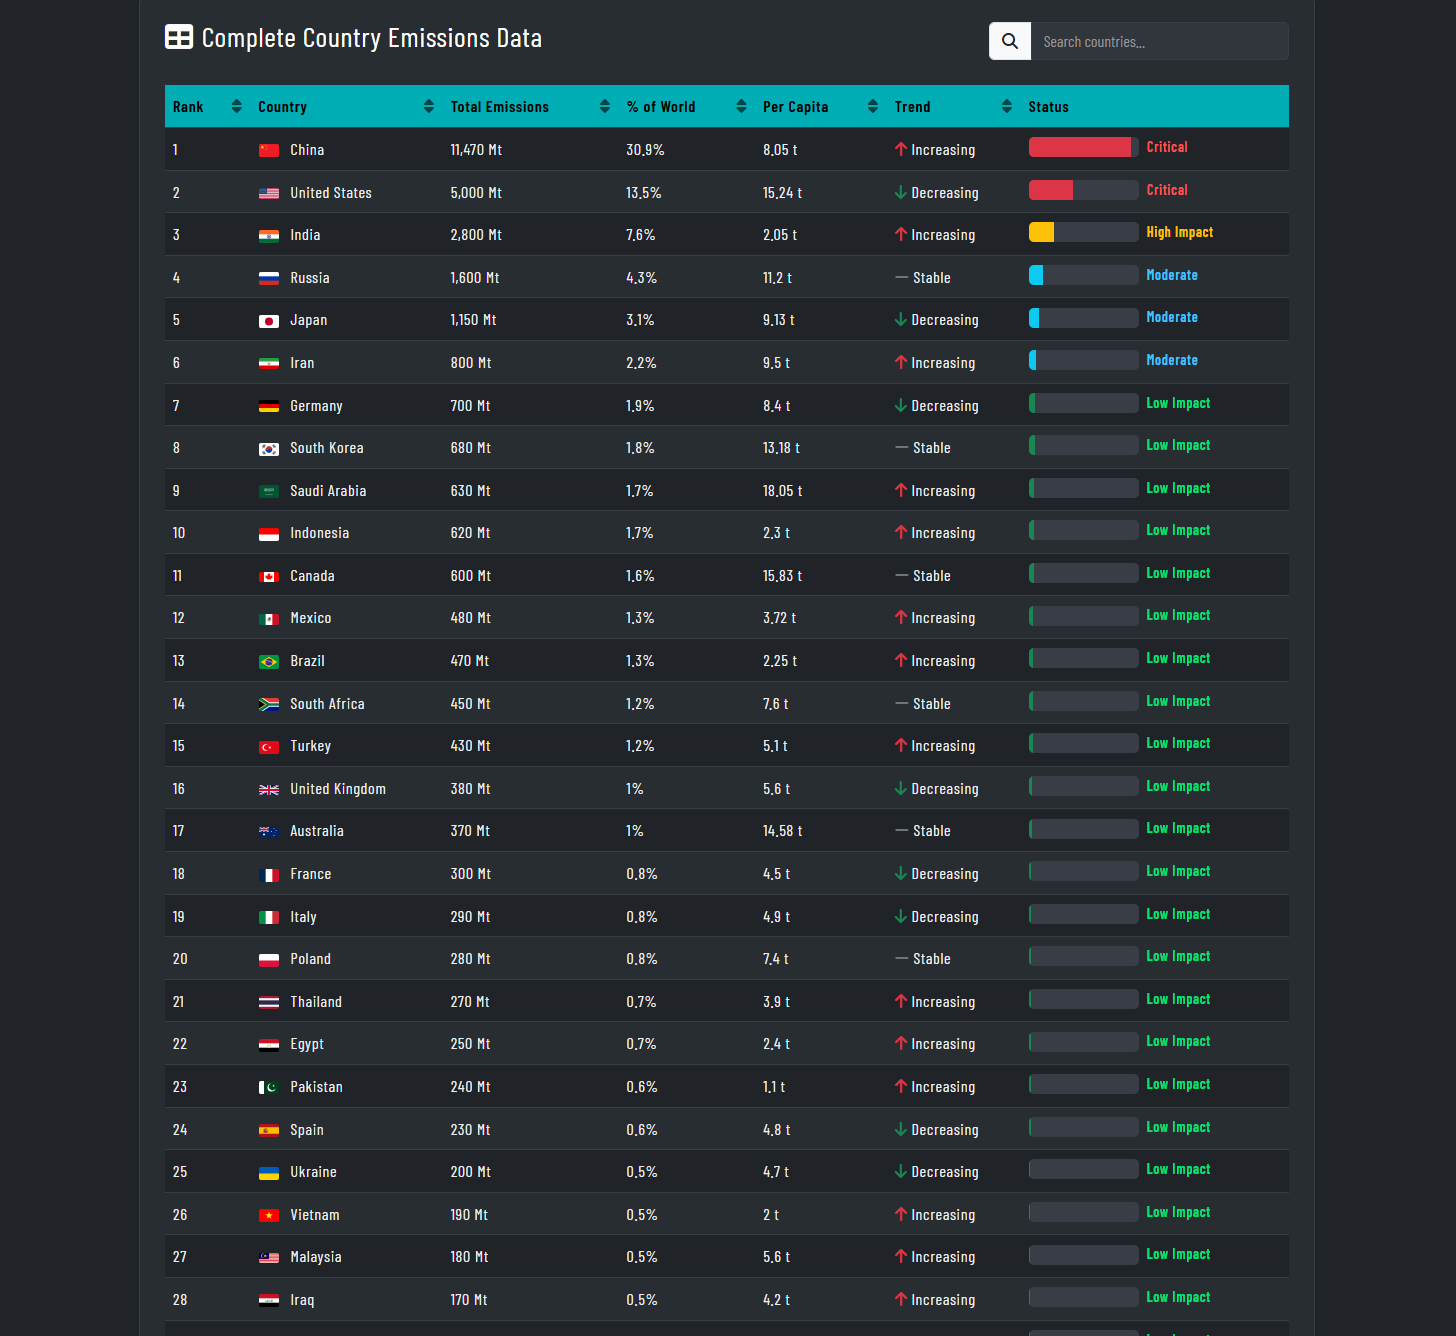 Complete Country Emissions Data
Search countries...
Rank Country Total Emissions % of World Per Capita Trend Status
1 China 11,470 Mt 30.9% 8.05 t Increasing Critical
2 United States 5,000 Mt 13.5% 15.24 t Decreasing Critical
3 India 2,800 Mt 7.6% 2.05 t Increasing High Impact
4 Russia 1,600 Mt 4.3% 11.2 t Stable Moderate
5 Japan 1,150 Mt 3.1% 9.13 t Decreasing Moderate
6 Iran 800 Mt 2.2% 9.5 t Increasing Moderate
7 Germany 700 Mt 1.9% 8.4 t Decreasing Low Impact
8 South Korea 680 Mt 1.8% 13.18 t Stable Low Impact
9 Saudi Arabia 630 Mt 1.7% 18.05 t Increasing Low Impact
10 Indonesia 620 Mt 1.7% 2.3 t Increasing Low Impact
11 Canada 600 Mt 1.6% 15.83 t Stable Low Impact
12 Mexico 480 Mt 1.3% 3.72 t Increasing Low Impact
13 Brazil 470 Mt 1.3% 2.25 t Increasing Low Impact
14 South Africa 450 Mt 1.2% 7.6 t Stable Low Impact
15 Turkey 430 Mt 1.2% 5.1 t Increasing Low Impact
16 United Kingdom 380 Mt 1% 5.6 t Decreasing Low Impact
17 Australia 370 Mt 1% 14.58 t Stable Low Impact
18 France 300 Mt 0.8% 4.5 t Decreasing Low Impact
19 Italy 290 Mt 0.8% 4.9 t Decreasing Low Impact
20 Poland 280 Mt 0.8% 7.4 t Stable Low Impact
21 Thailand 270 Mt 0.7% 3.9 t Increasing Low Impact
22 Egypt 250 Mt 0.7% 2.4 t Increasing Low Impact
23 Pakistan 240 Mt 0.6% 1.1 t Increasing Low Impact
24 Spain 230 Mt 0.6% 4.8 t Decreasing Low Impact
25 Ukraine 200 Mt 0.5% 4.7 t Decreasing Low Impact
26 Vietnam 190 Mt 0.5% 2 t Increasing Low Impact
27 Malaysia 180 Mt 0.5% 5.6 t Increasing Low Impact
28 Iraq 170 Mt 0.5% 4.2 t Increasing Low Impact